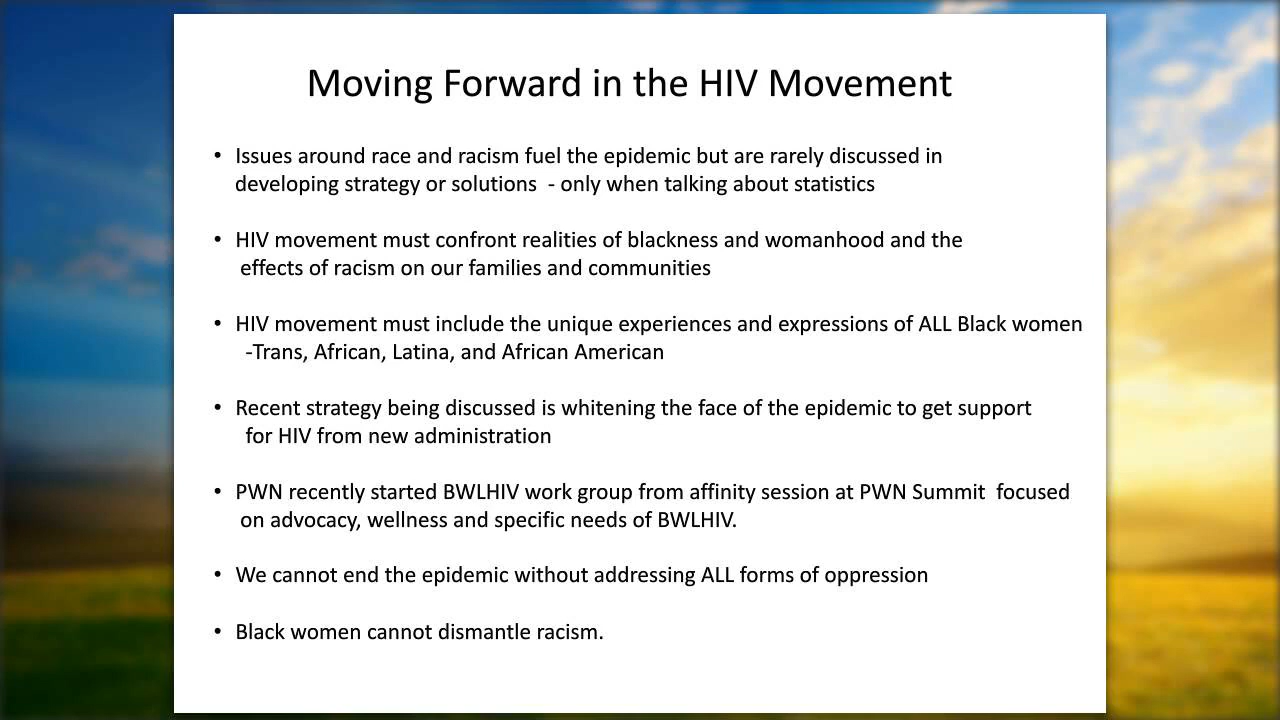 Moving Forward in the HIV Movement
• Issues around race and racism fuel the epidemic but are rarely discussed in
developing strategy or solutions  - only when talking about statistics
• HIV movement must confront realities of blackness and womanhood and the
effects of racism on our families and communities
• HIV movement must include the unique experiences and expressions of ALL Black women
-Trans, African, Latina, and African American
• Recent strategy being discussed is whitening the face of the epidemic to get support
for HIV from new administration
• PWN recently started BWLHIV work group from affinity session at PWN Summit  focused
on advocacy, wellness and specific needs of BWLHIV.
• We cannot end the epidemic without addressing ALL forms of oppression
• Black women cannot dismantle racism.